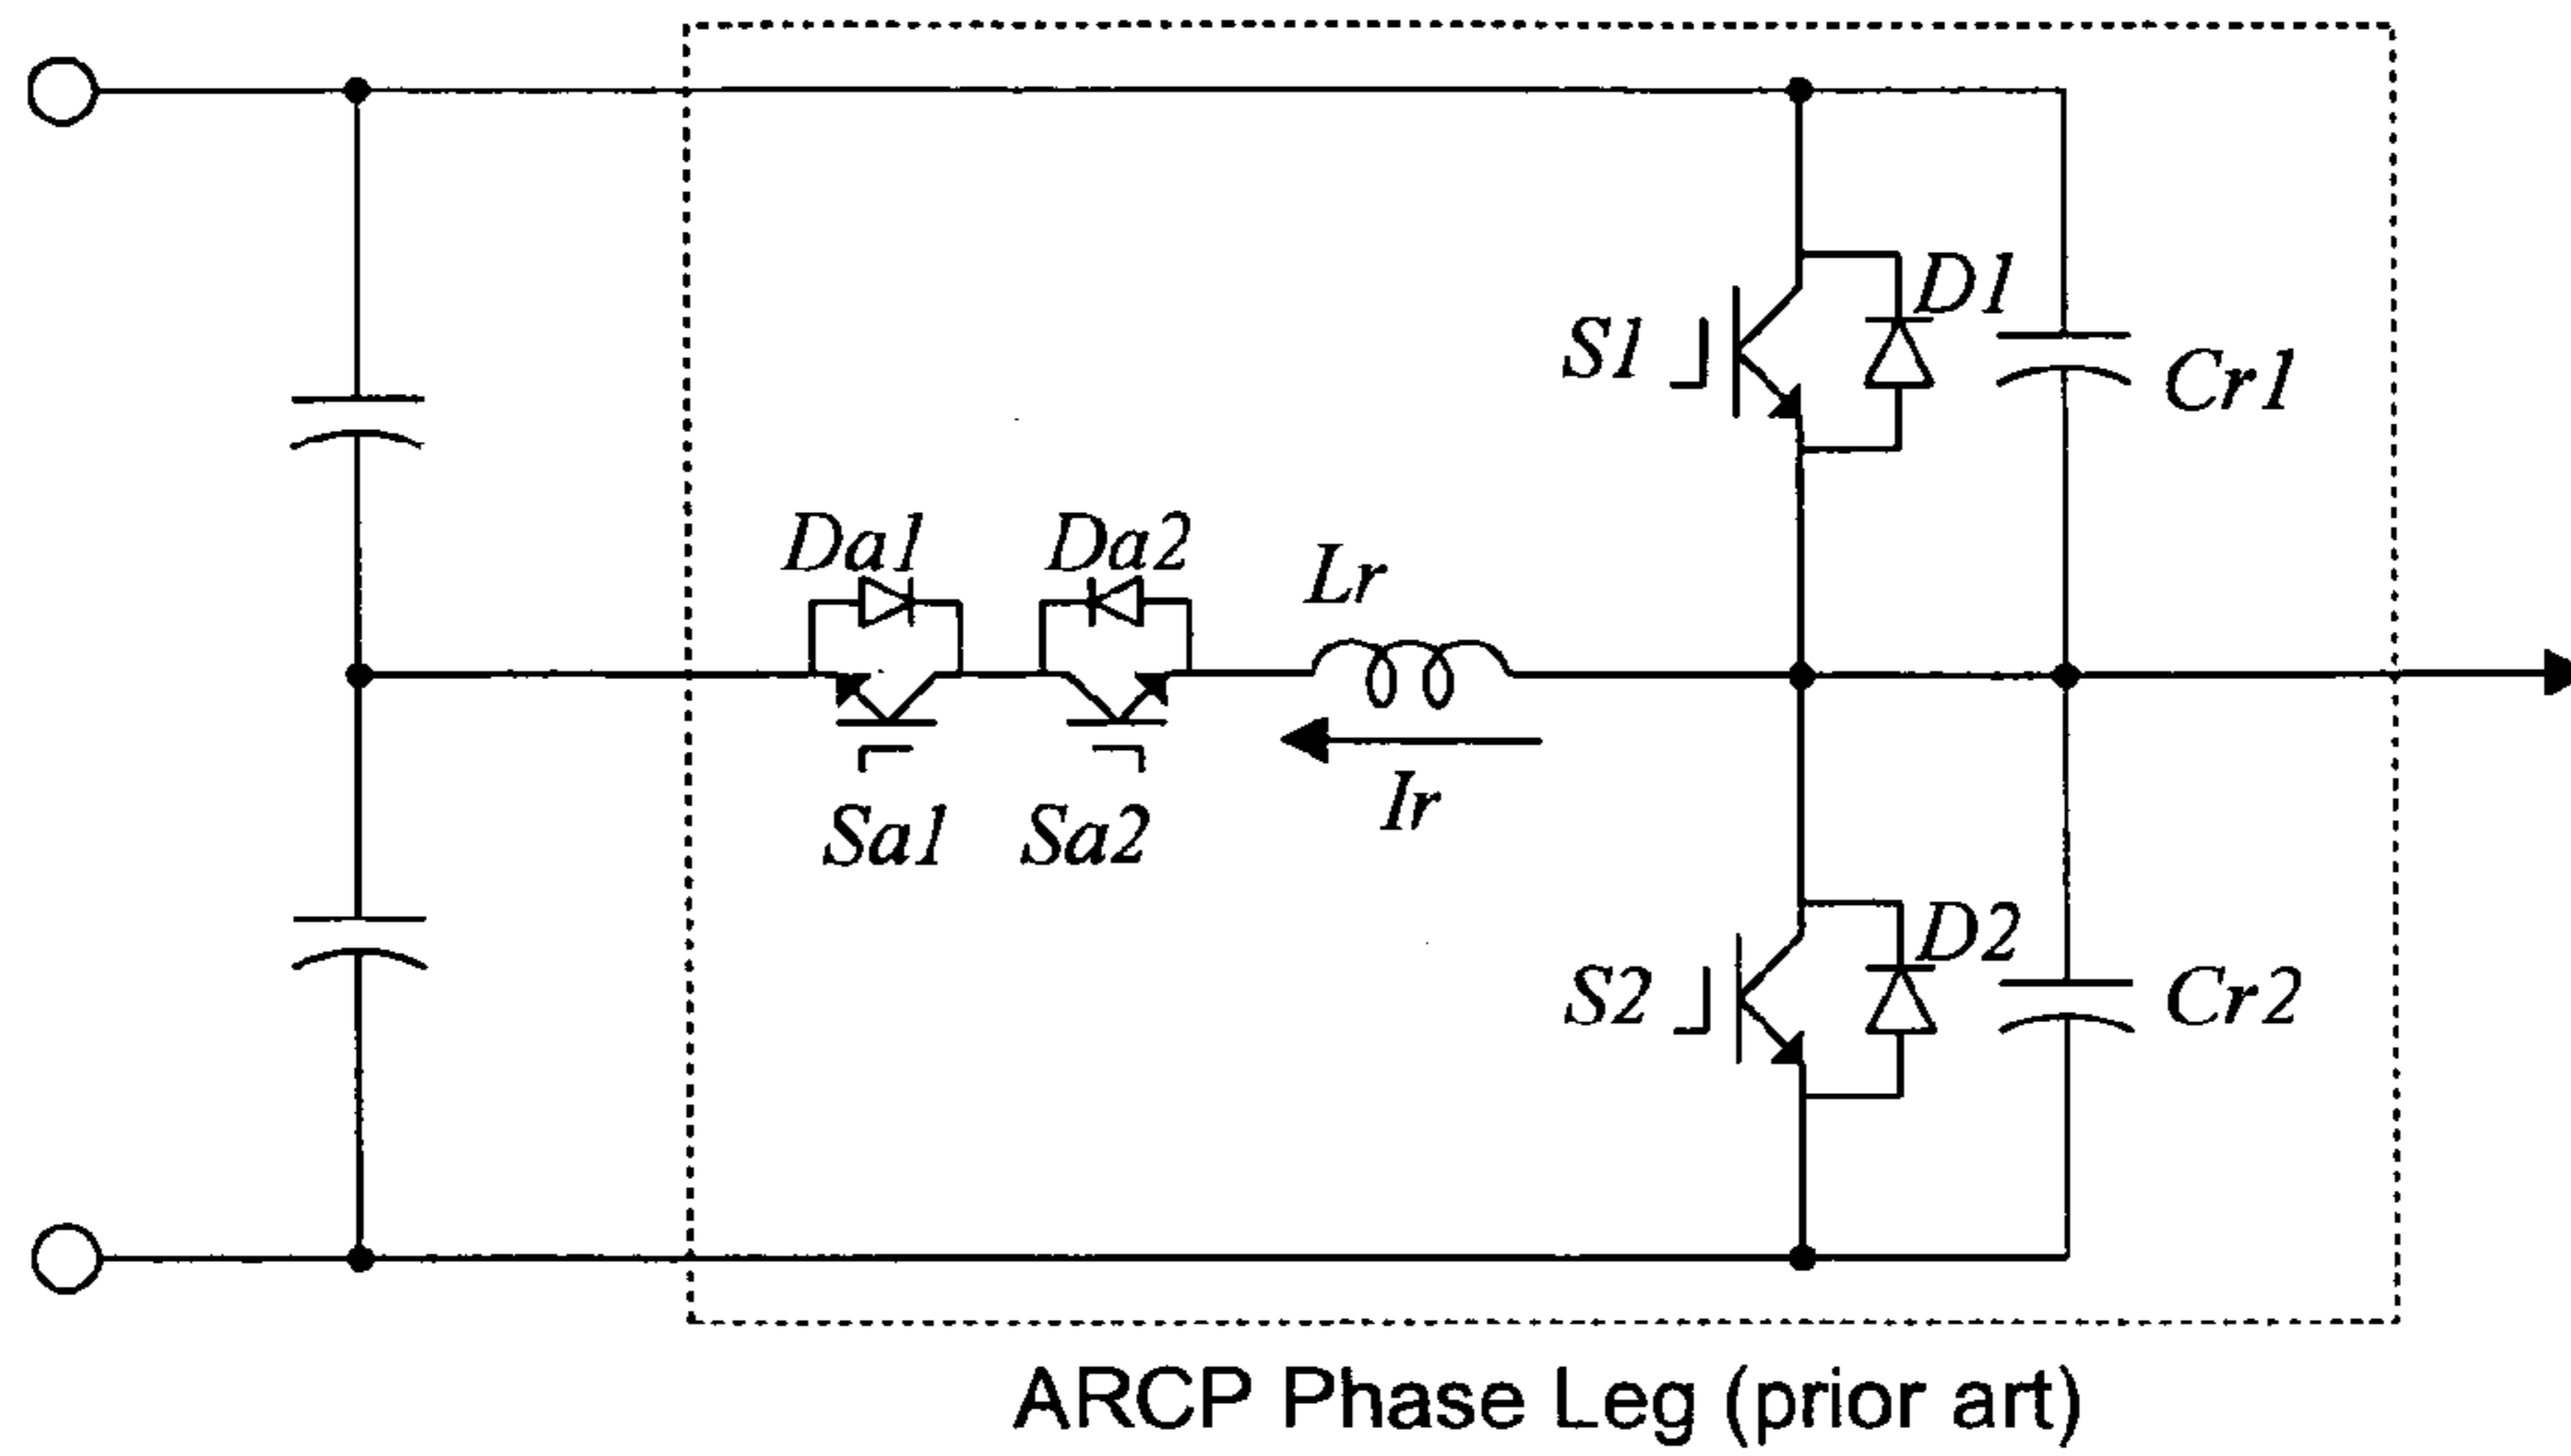 D1
S1
Cr1
Da1 Da2
Lr
Ir
Sa1 Sa2
D2
S2
Cr2
ARCP Phase Leg (prior art)